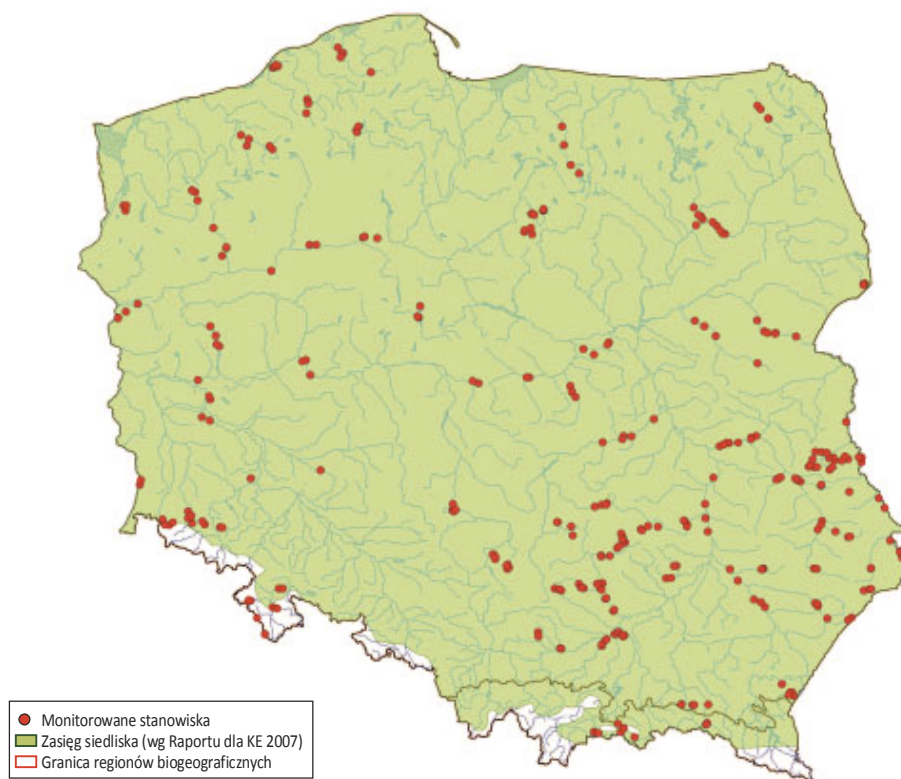 Monitorowane stanowiska
Zasięg siedliska (wg Raportu dla KE 2007)
Granica regionów biogeograficznych